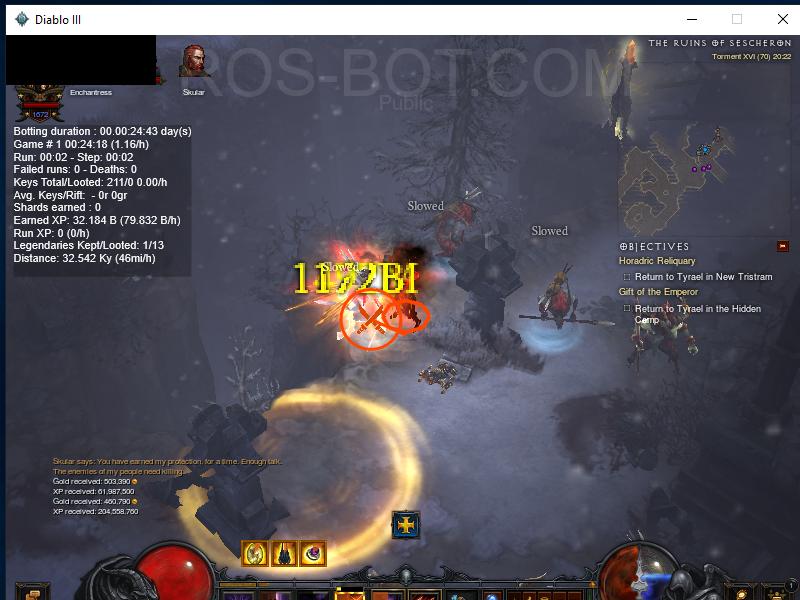 Diablo III
ROS-BOT.COM
Public
THE RUINS OF SESCHERON
Torment XVI (70) 20:22
Enchantress
Skular
1672
Botting duration : 00.00:24:43 day(s)
Game # 1 00:24:18 (1.16/h)
Run: 00:02 - Step: 00:02
Failed runs: 0 - Deaths: 0
Keys Total/Looted: 211/0 0.00/h
Avg. Keys/Rift: - 0r 0gr
Shards earned : 0
Earned XP: 32.184 B (79.832 B/h)
Run XP: 0 (0/h)
Legendaries Kept/Looted: 1/13
Distance: 32.542 Ky (46mi/h)
Slowed
Slowed
Slowed
OBJECTIVES
Horadric Reliquary
Return to Tyrael in New Tristram
Gift of the Emperor
Return to Tyrael in the Hidden
Camp
Skular says: You have earned my protection, for a time. Enough talk.
The enemies of my people need killing.
Gold received: 503,390
XP received: 61,987,500
Gold received: 460,790
XP received: 204,558,760
1